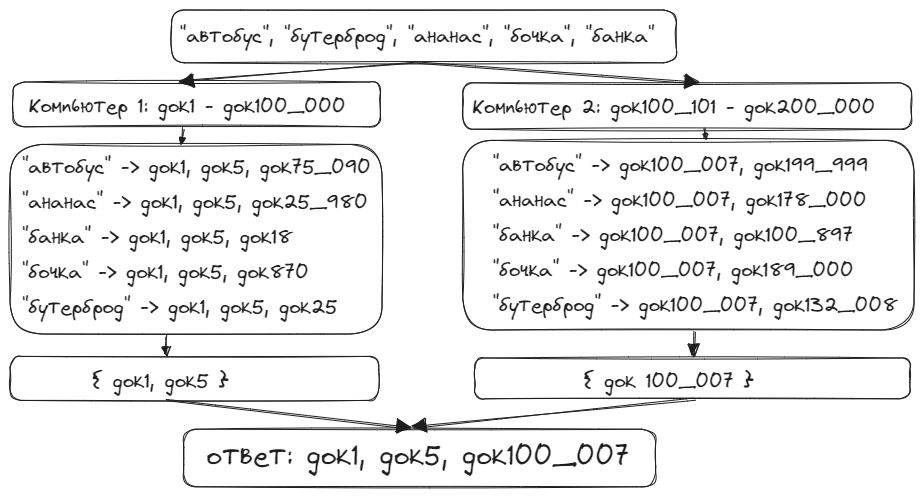 "автобус", "бутерброд", "ананас", "бочка", "банка"
Компьютер 1: док1 - док100_000
Компьютер 2: док100_101 - док200_000
"автобус" -> док1, док5, док75_090
"ананас" -> док1, док5, док25_980
"банка" -> док1, док5, док18
"бочка" -> док1, док5, док870
"бутерброд" -> док1, док5, док25
"автобус" -> док100_007, док199_999
"ананас" -> док100_007, док178_000
"банка" -> док100_007, док100_897
"бочка" -> док100_007, док189_000
"бутерброд" -> док100_007, док132_008
{ док1, док5 }
{ док 100_007 }
ответ: док1, док5, док100_007